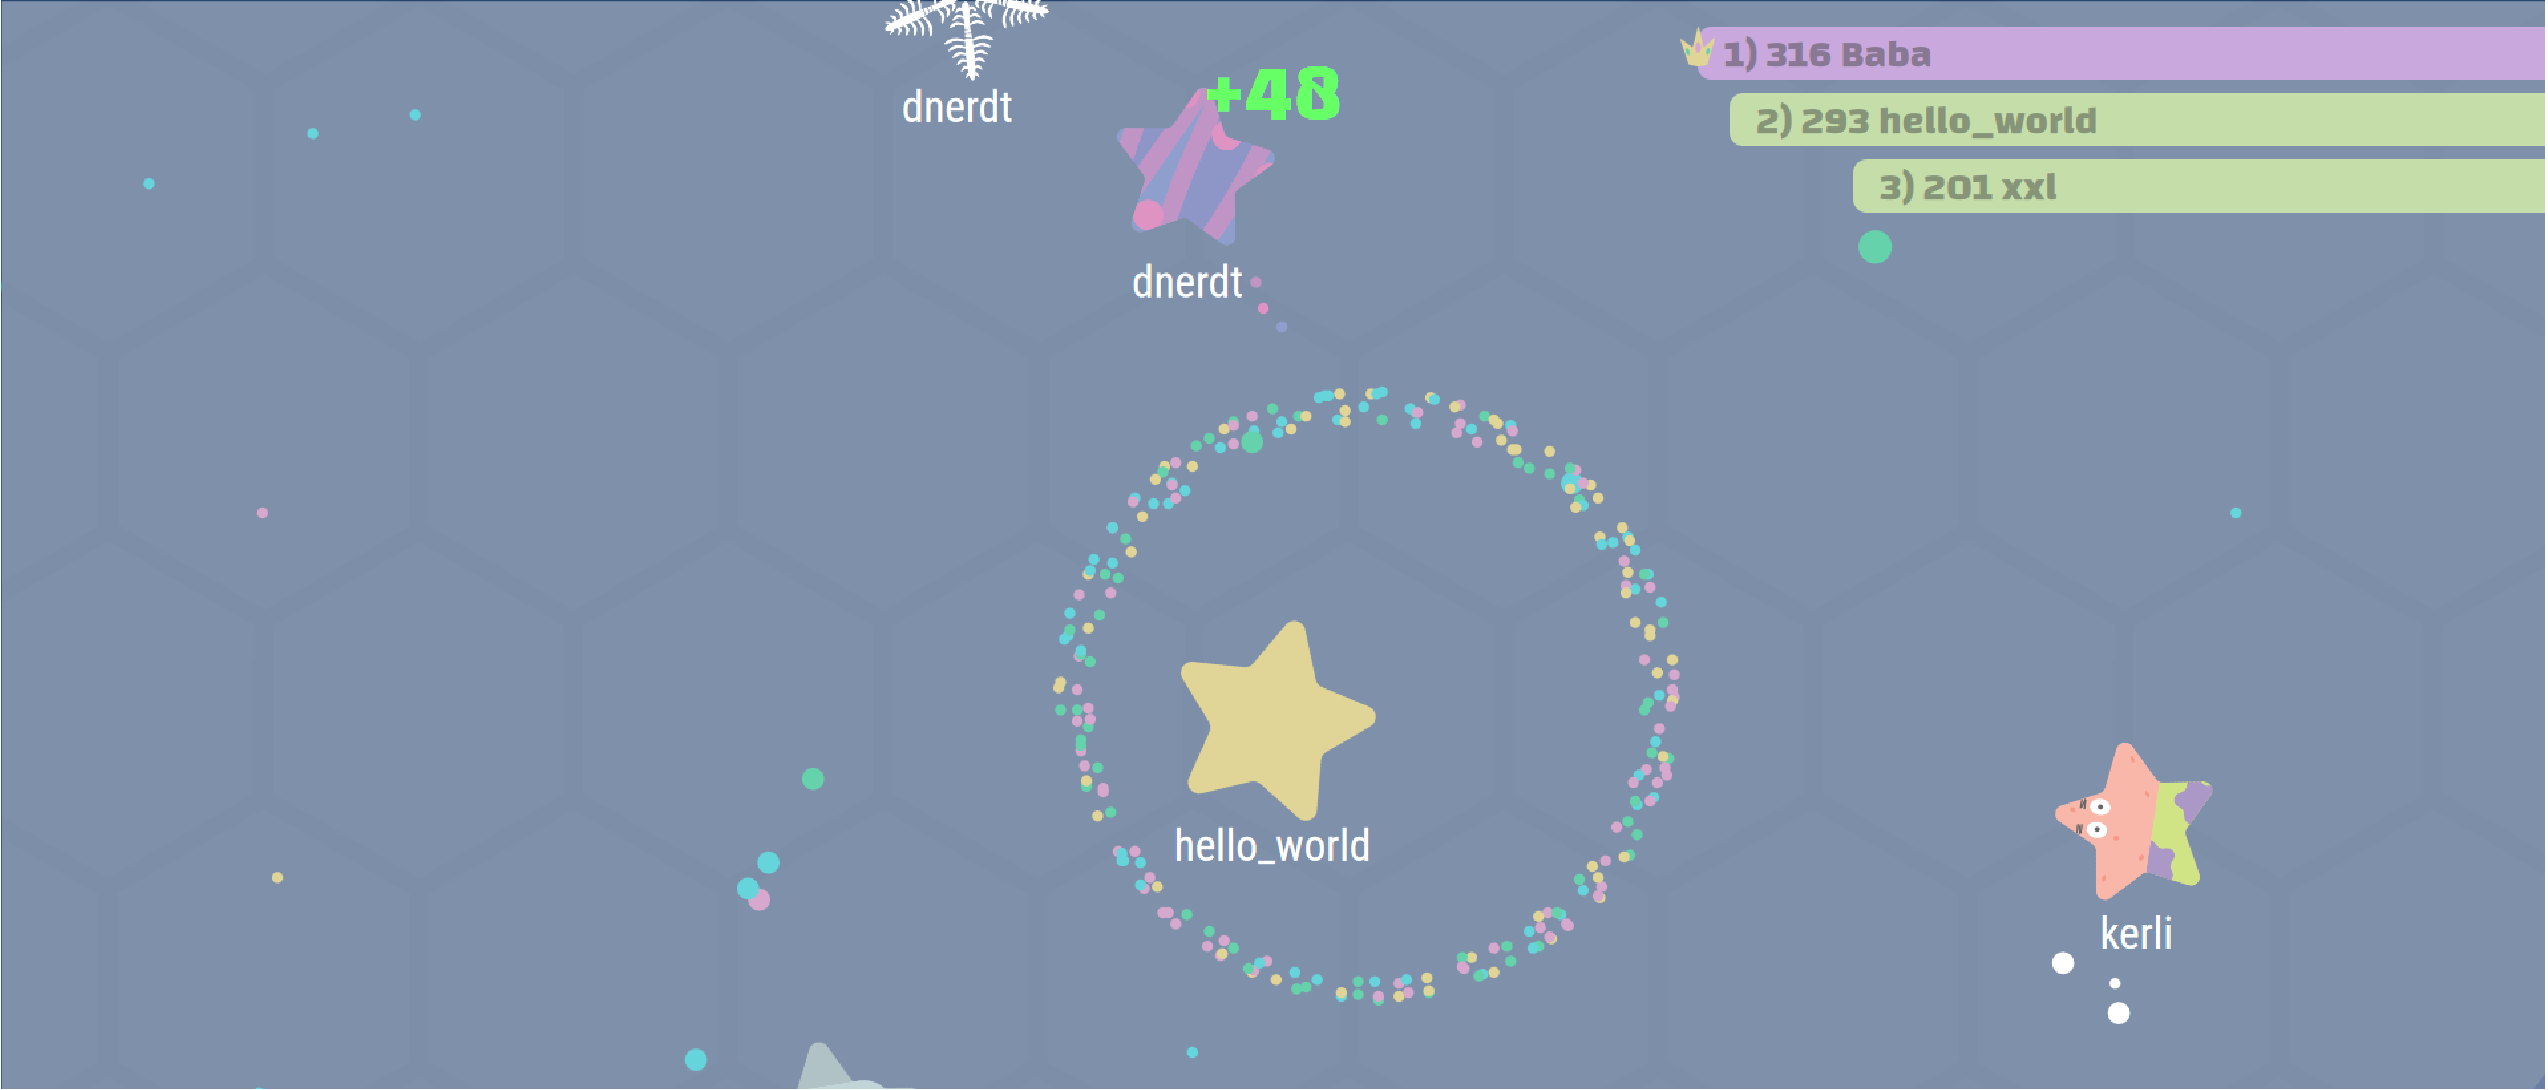 dnerdt
+48
dnerdt
1) 316 Baba
2) 293 hello_world
3) 201 xxl
hello_world
kerli